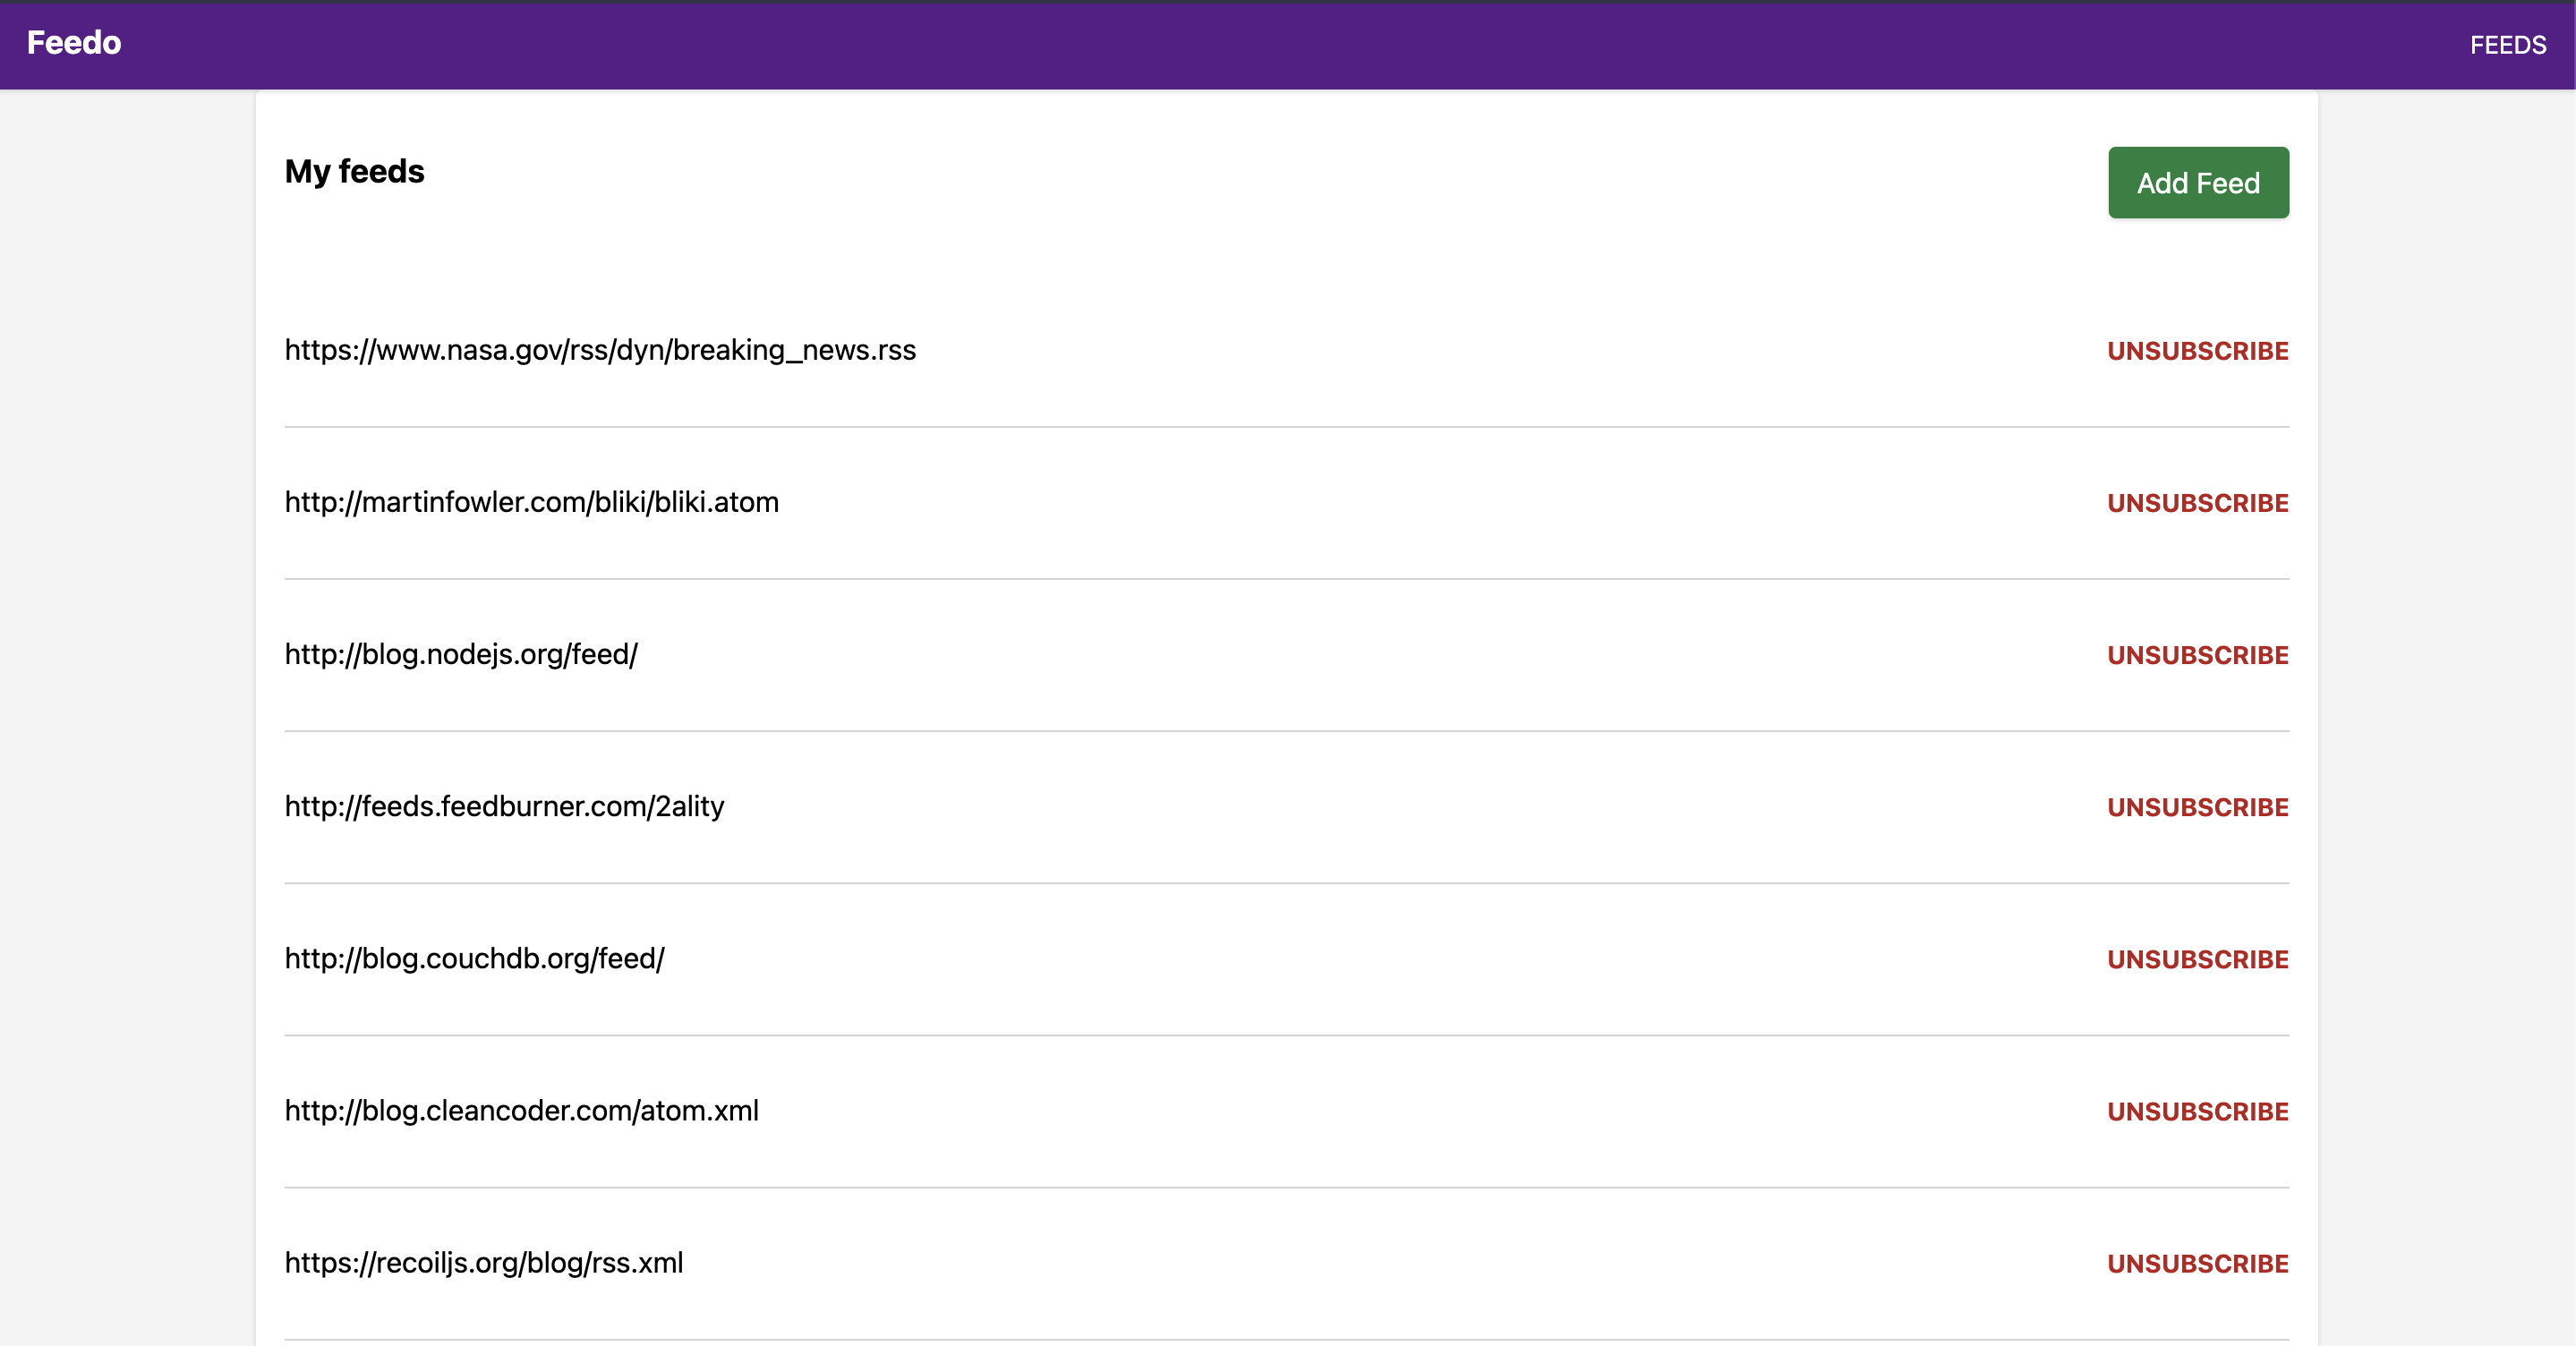 Feedo
FEEDS
My feeds
Add Feed
https://www.nasa.gov/rss/dyn/breaking_news.rss
UNSUBSCRIBE
http://martinfowler.com/bliki/bliki.atom
UNSUBSCRIBE
http://blog.nodejs.org/feed/
UNSUBSCRIBE
http://feeds.feedburner.com/2ality
UNSUBSCRIBE
http://blog.couchdb.org/feed/
UNSUBSCRIBE
http://blog.cleancoder.com/atom.xml
UNSUBSCRIBE
https://recoiljs.org/blog/rss.xml
UNSUBSCRIBE